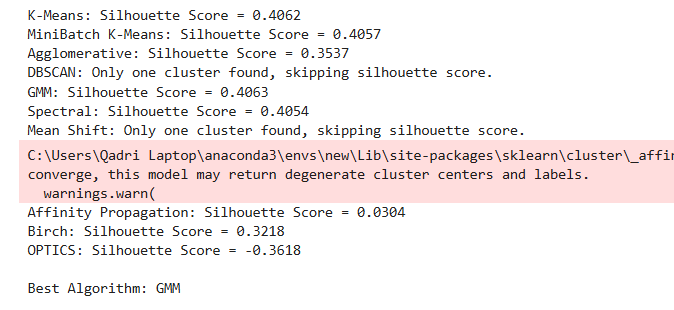 K-Means: Silhouette Score = 0.4062
MiniBatch K-Means: Silhouette Score = 0.4057
Agglomerative: Silhouette Score = 0.3537
DBSCAN: Only one cluster found, skipping silhouette score.
GMM: Silhouette Score = 0.4063
Spectral: Silhouette Score = 0.4054
Mean Shift: Only one cluster found, skipping silhouette score.
C:\Users\Qadri Laptop\anaconda3\envs\new\Lib\site-packages\sklearn\cluster\_affin
converge, this model may return degenerate cluster centers and labels.
  warnings.warn(
Affinity Propagation: Silhouette Score = 0.0304
Birch: Silhouette Score = 0.3218
OPTICS: Silhouette Score = -0.3618
Best Algorithm: GMM